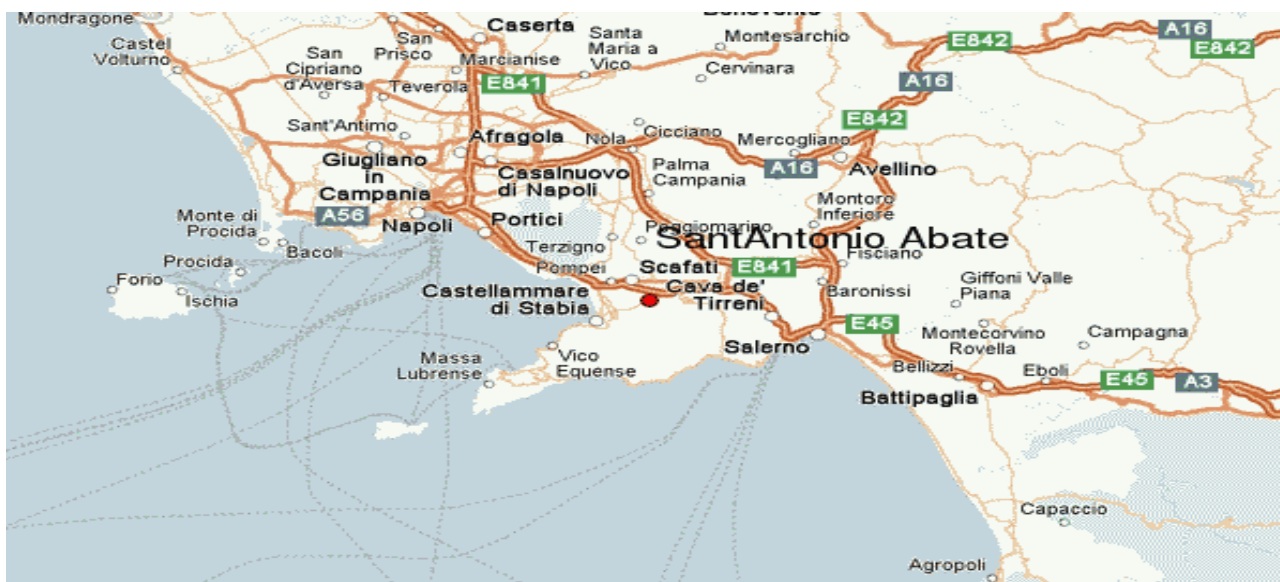 Mondragone
Benevento
Caserta
A16
E842
E842
San
Prisco
Santa
Maria a
Vico
Montesarchio
Castel
Volturno
San
Cipriano
d'Aversa
Marcianise
Cervinara
A16
Teverola
E841
E842
Sant'Antimo
Afragola
Nola
Cicciano
Mercogliano
Giugliano
in
Campania
Casalnuovo
di Napoli
Palma
Campania
A16
Avellino
Monte di
Procida
A56
Napoli
Portici
Montoro
Inferiore
Poggiomarino
Sant'Antonio Abate
Terzigno
Bacoli
Fisciano
Procida
Pompei
Scafati
E841
Forio
Ischia
Castellammare
di Stabia
Cava de'
Tirreni
Baronissi
Giffoni Valle
Piana
E45
Salerno
Montecorvino
Rovella
Campagna
Massa
Lubrense
Vico
Equense
Bellizzi
Eboli
E45
A3
Battipaglia
Capaccio
Agropoli